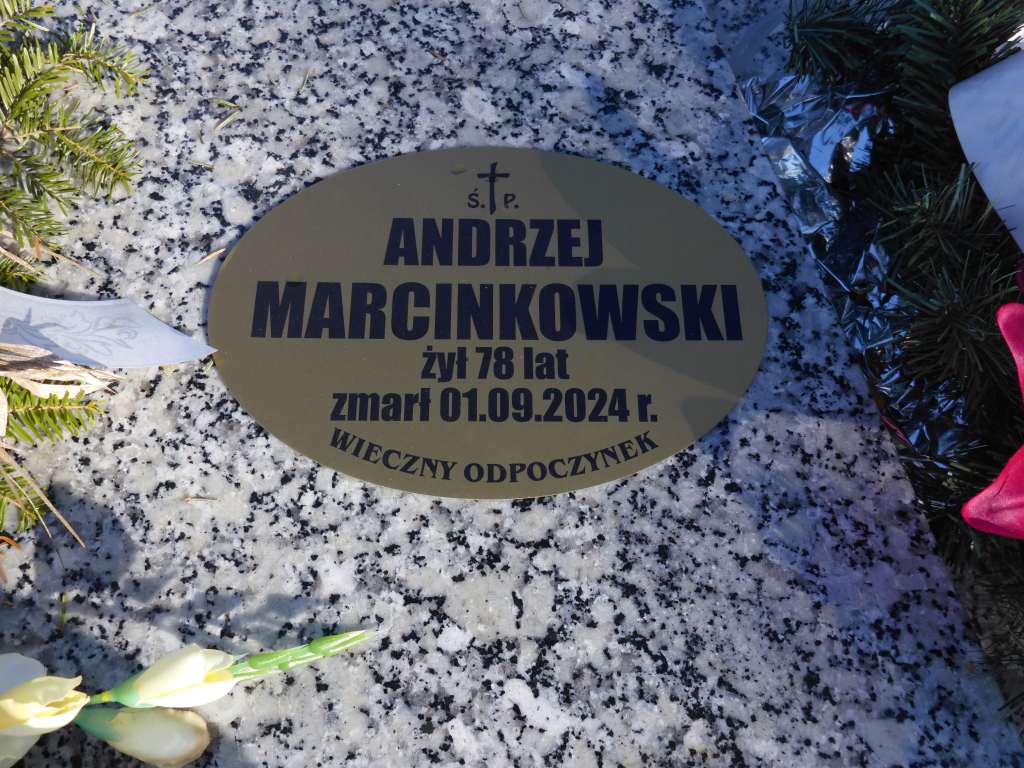 Ś. P.
ANDRZEJ
MARCINKOWSKI
żył 78 lat
zmarł 01.09.2024 r.
WIECZNY ODPOCZYNEK